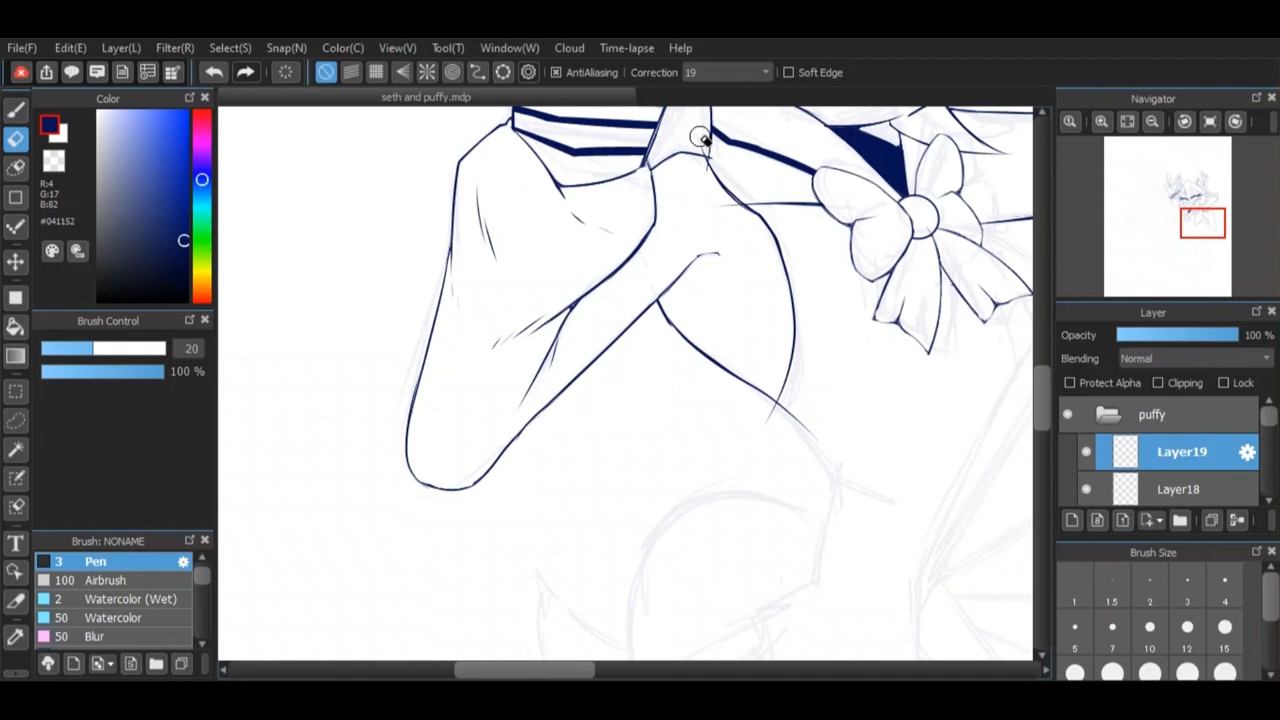 File(F) Edit(E) Layer(L) Filter(R) Select(S) Snap(N) Color(C) View(V) Tool(T) Window(W) Cloud Time-lapse Help
AntiAliasing Correction 19 Soft Edge
Color
seth and puffy.mdp
Navigator
R:4
G:17
B:82
#041152
Brush Control
20
100 %
Layer
Opacity 100 %
Blending Normal
Protect Alpha Clipping Lock
puffy
Layer19
Layer18
Brush: NONAME
3 Pen
100 Airbrush
2 Watercolor (Wet)
50 Watercolor
50 Blur
Brush Size
1 1.5 2 3 4
5 7 10 12 15
T